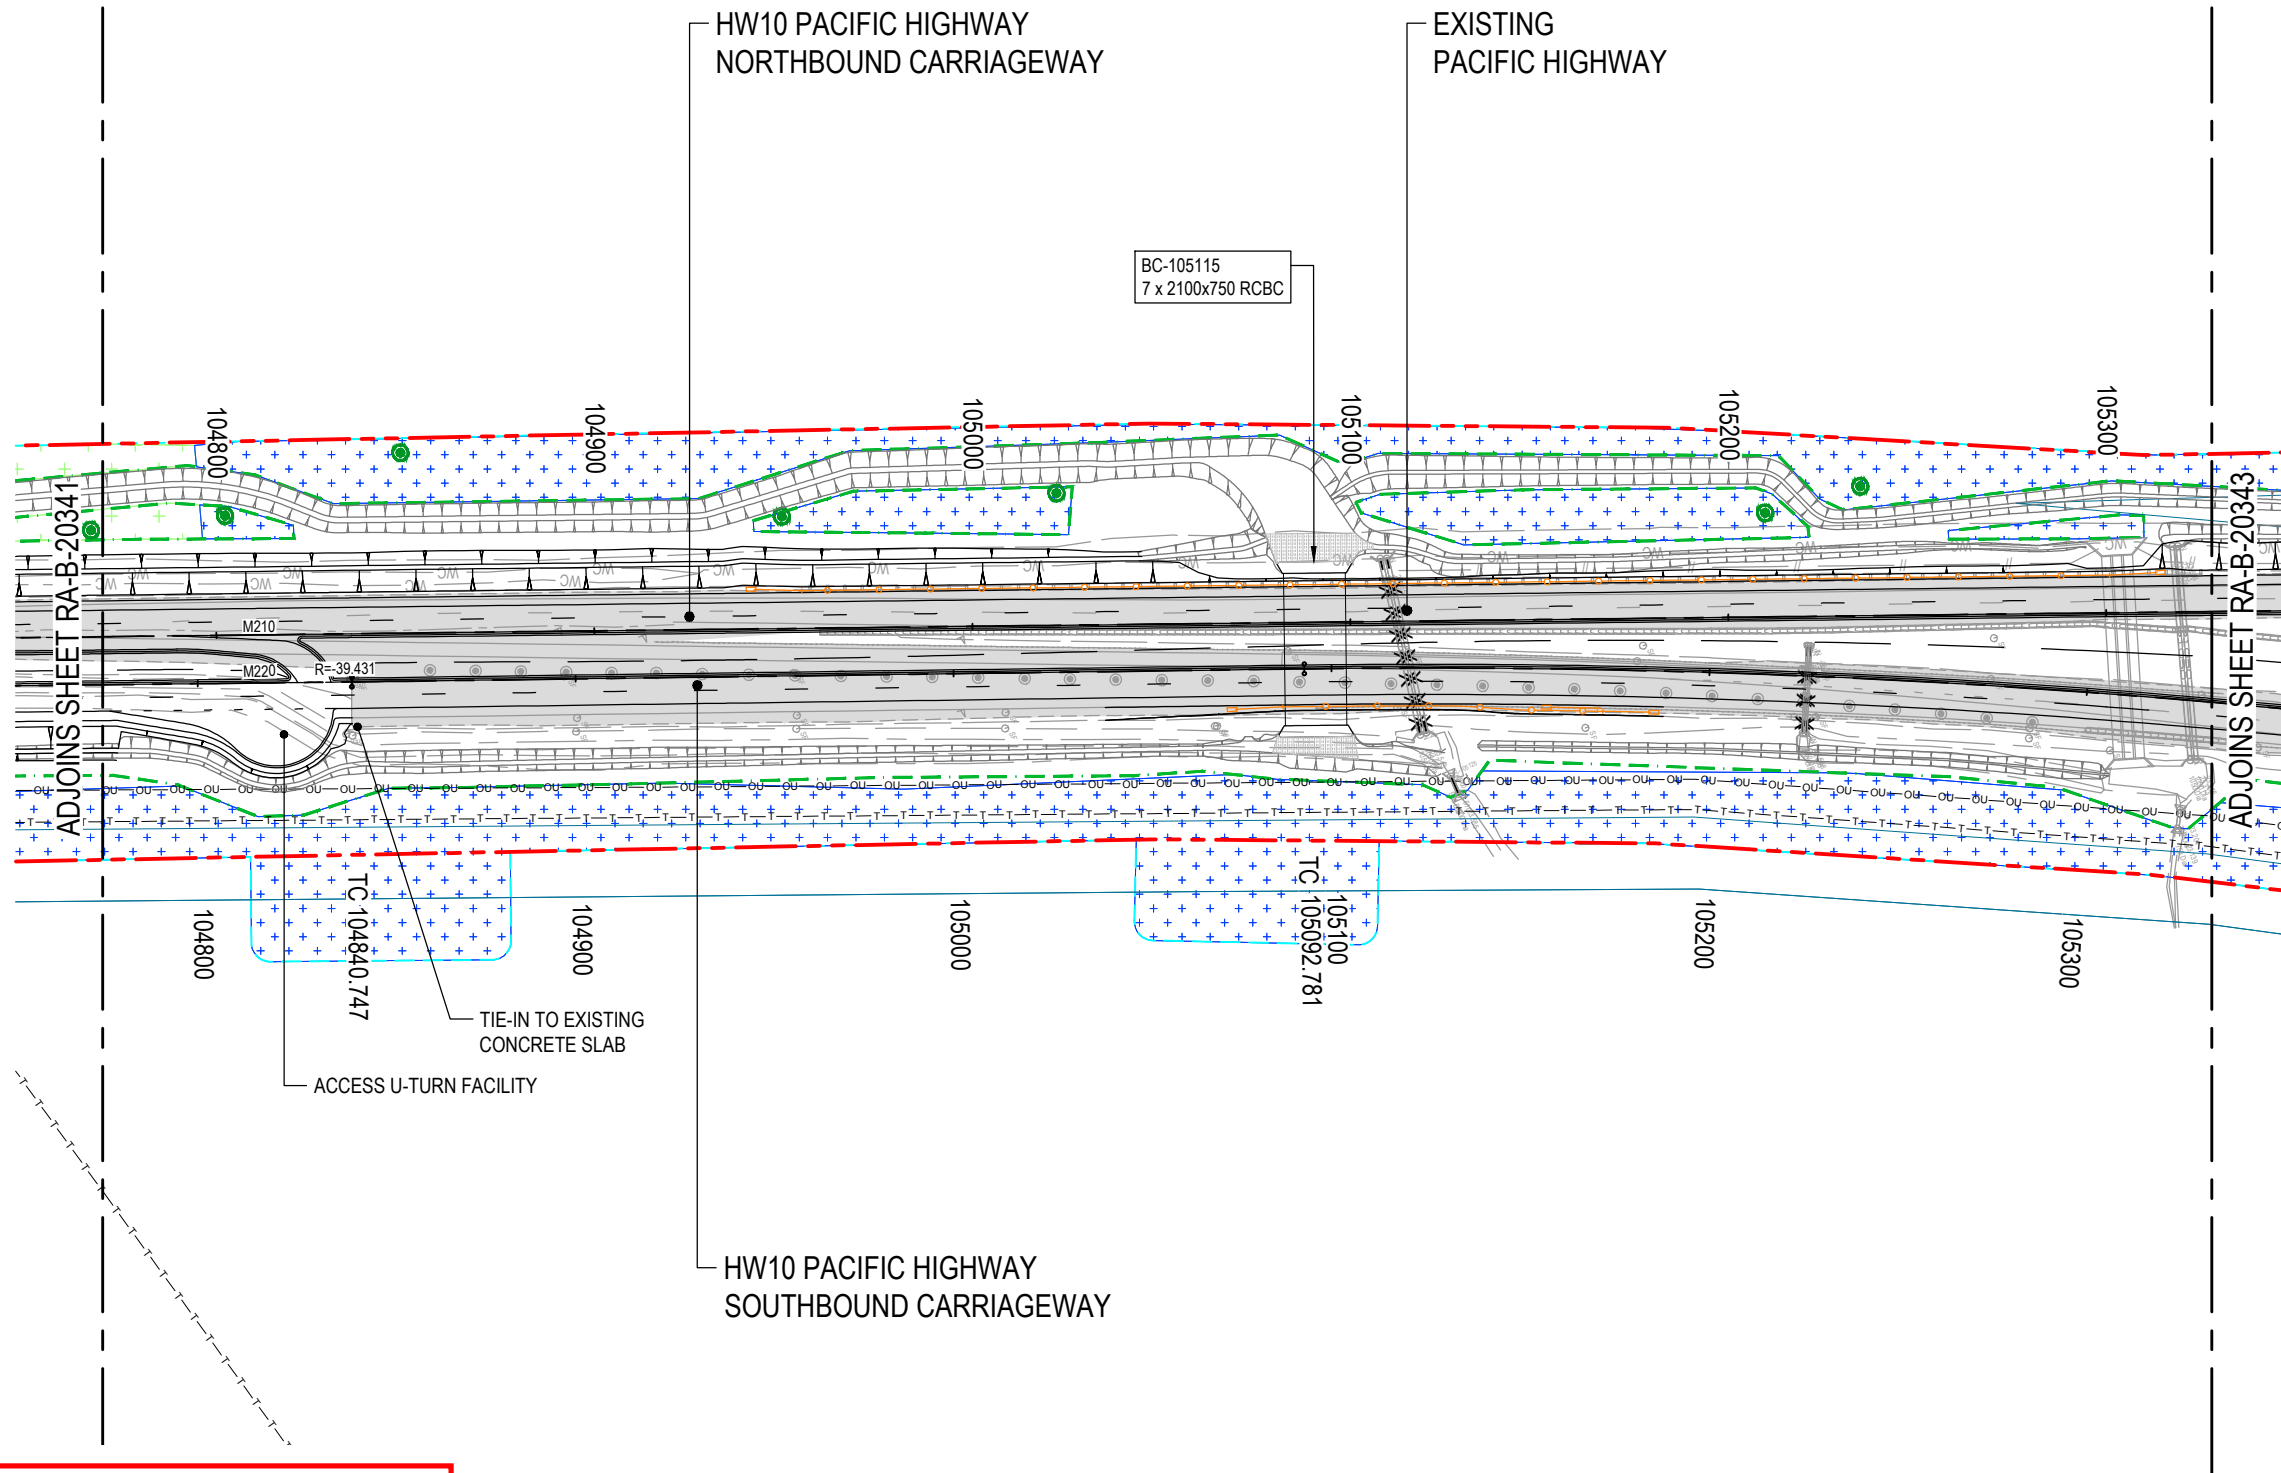 HW10 PACIFIC HIGHWAY
NORTHBOUND CARRIAGEWAY
EXISTING
PACIFIC HIGHWAY
BC-105115
7 x 2100x750 RCBC
104800
104900
105000
105100
105200
105300
ADJOINS SHEET RA-B-20341
ADJOINS SHEET RA-B-20343
M210
M220
R=-39.431
104800
TC 104840.747
104900
105000
TC 105092.781
105100
105200
105300
TIE-IN TO EXISTING
CONCRETE SLAB
ACCESS U-TURN FACILITY
HW10 PACIFIC HIGHWAY
SOUTHBOUND CARRIAGEWAY